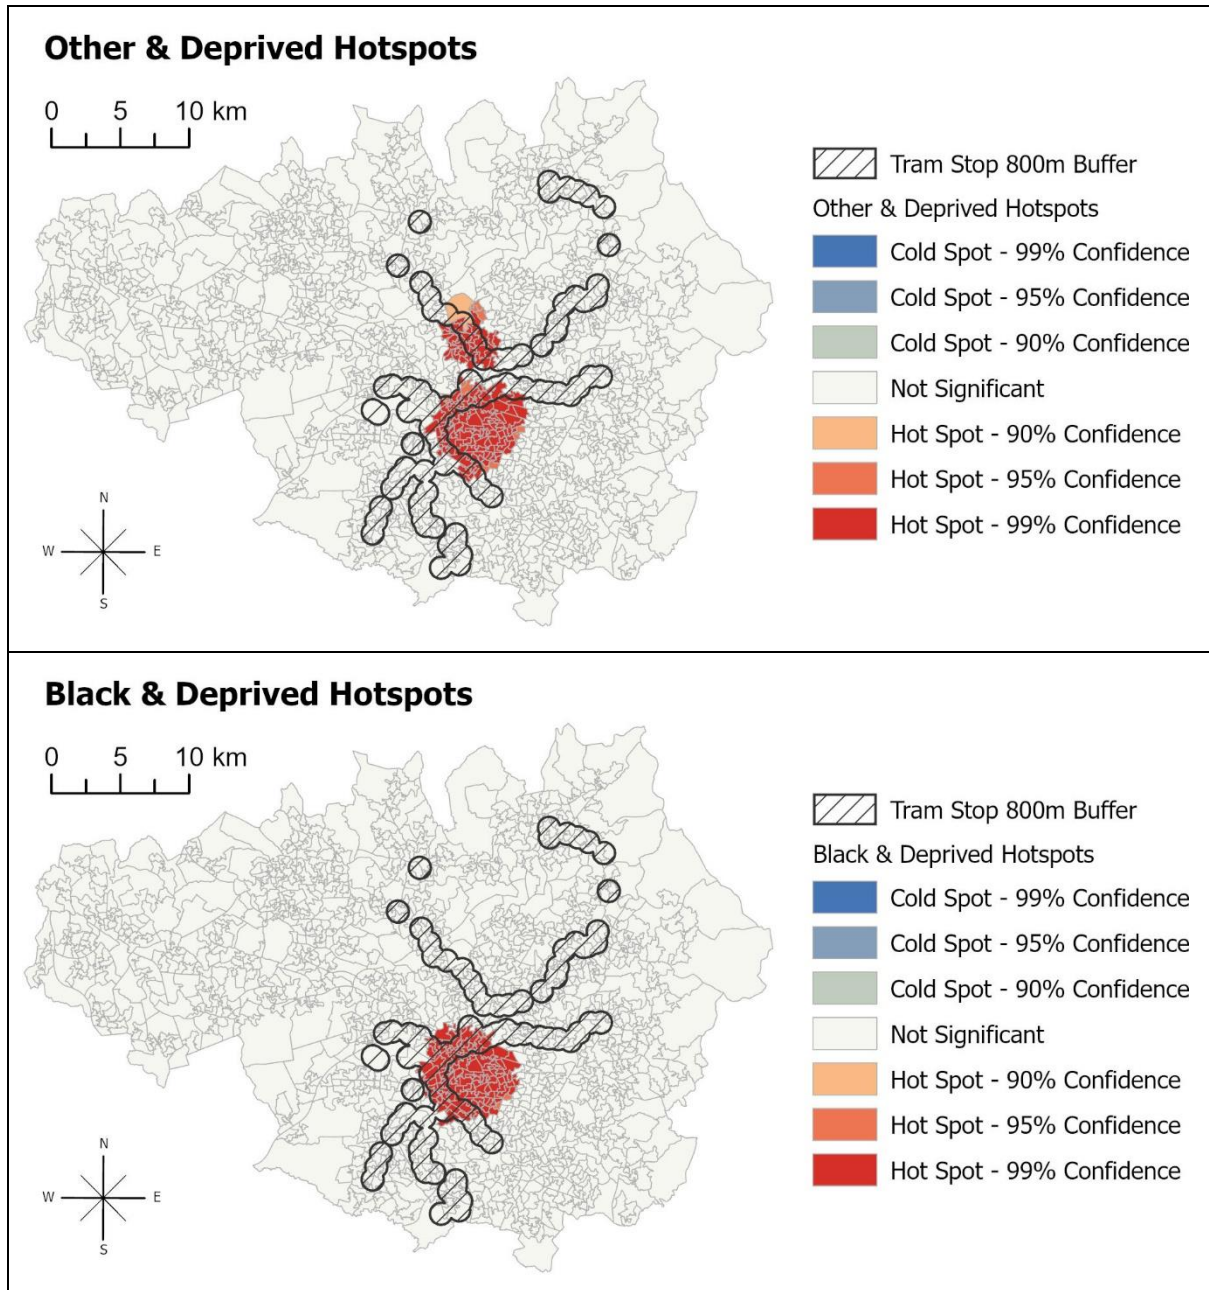 Other & Deprived Hotspots
0 5 10 km
Tram Stop 800m Buffer
Other & Deprived Hotspots
Cold Spot - 99% Confidence
Cold Spot - 95% Confidence
Cold Spot - 90% Confidence
Not Significant
Hot Spot - 90% Confidence
Hot Spot - 95% Confidence
Hot Spot - 99% Confidence
N
W E
S
Black & Deprived Hotspots
0 5 10 km
Tram Stop 800m Buffer
Black & Deprived Hotspots
Cold Spot - 99% Confidence
Cold Spot - 95% Confidence
Cold Spot - 90% Confidence
Not Significant
Hot Spot - 90% Confidence
Hot Spot - 95% Confidence
Hot Spot - 99% Confidence
N
W E
S